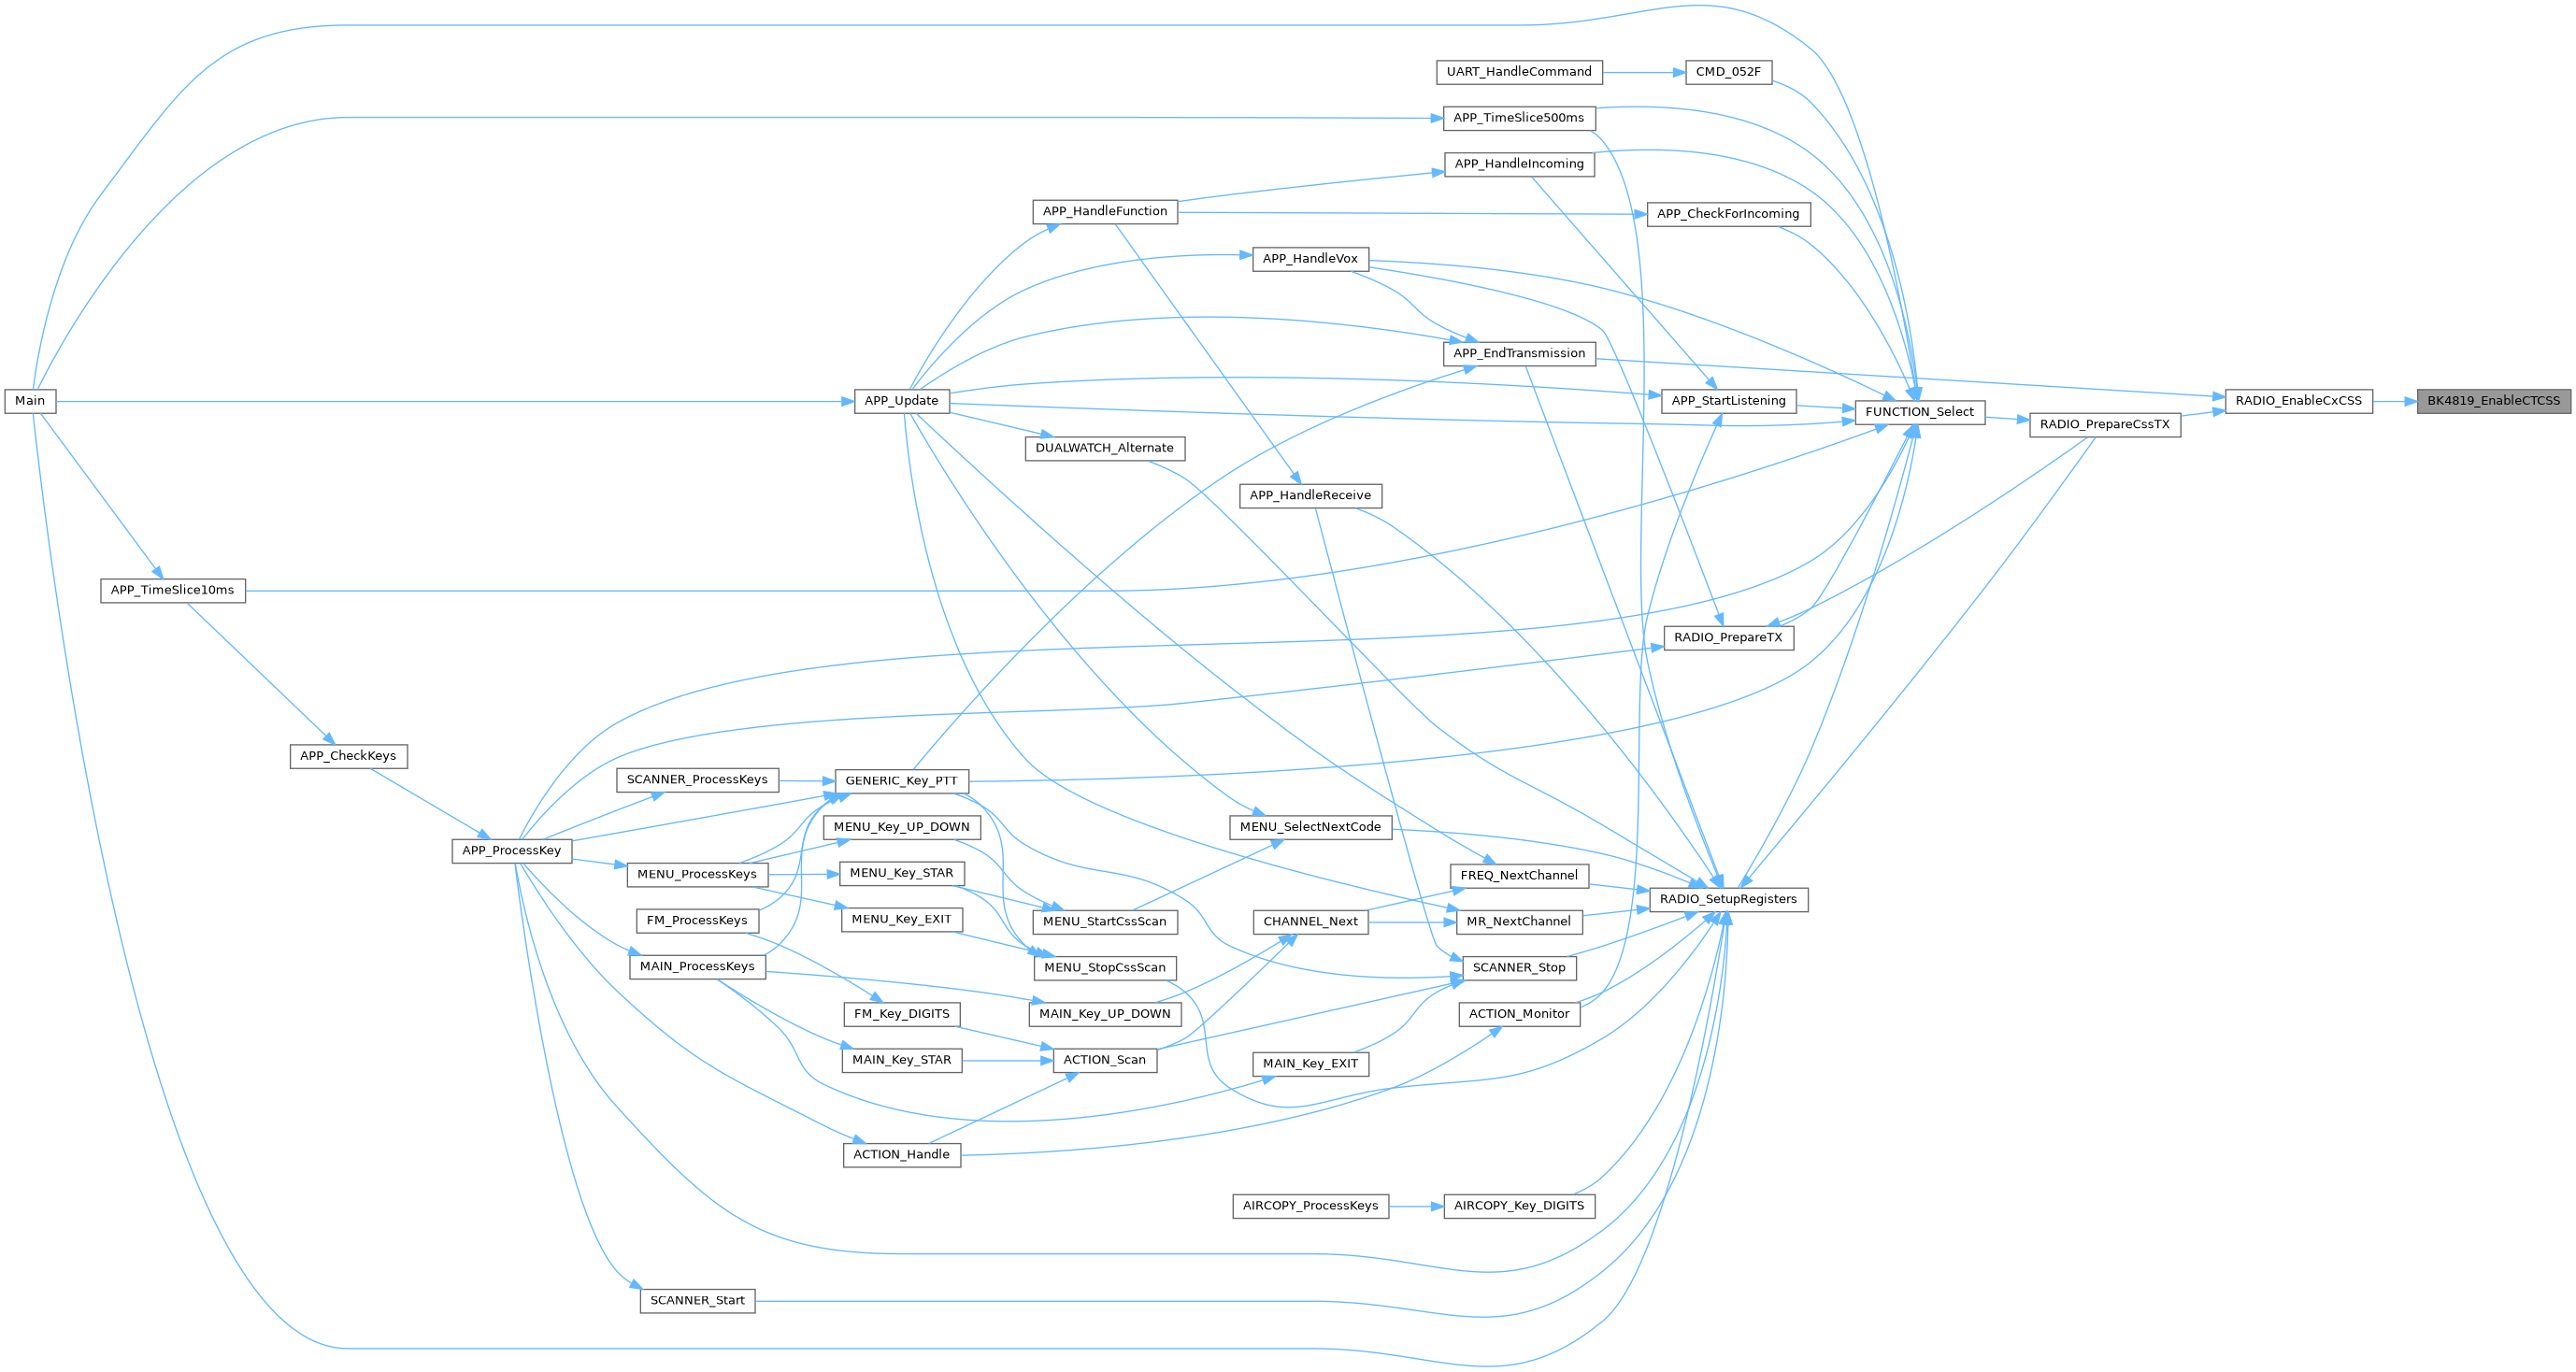 UART_HandleCommand
CMD_052F
APP_TimeSlice500ms
APP_HandleIncoming
APP_HandleFunction
APP_CheckForIncoming
APP_HandleVox
APP_EndTransmission
Main
APP_Update
APP_StartListening
FUNCTION_Select
RADIO_PrepareCssTX
RADIO_EnableCxCSS
BK4819_EnableCTCSS
DUALWATCH_Alternate
APP_HandleReceive
APP_TimeSlice10ms
RADIO_PrepareTX
APP_CheckKeys
SCANNER_ProcessKeys
GENERIC_Key_PTT
MENU_Key_UP_DOWN
MENU_SelectNextCode
APP_ProcessKey
MENU_ProcessKeys
MENU_Key_STAR
FREQ_NextChannel
RADIO_SetupRegisters
FM_ProcessKeys
MENU_Key_EXIT
MENU_StartCssScan
CHANNEL_Next
MR_NextChannel
MAIN_ProcessKeys
MENU_StopCssScan
SCANNER_Stop
FM_Key_DIGITS
MAIN_Key_UP_DOWN
ACTION_Monitor
MAIN_Key_STAR
ACTION_Scan
MAIN_Key_EXIT
ACTION_Handle
AIRCOPY_ProcessKeys
AIRCOPY_Key_DIGITS
SCANNER_Start